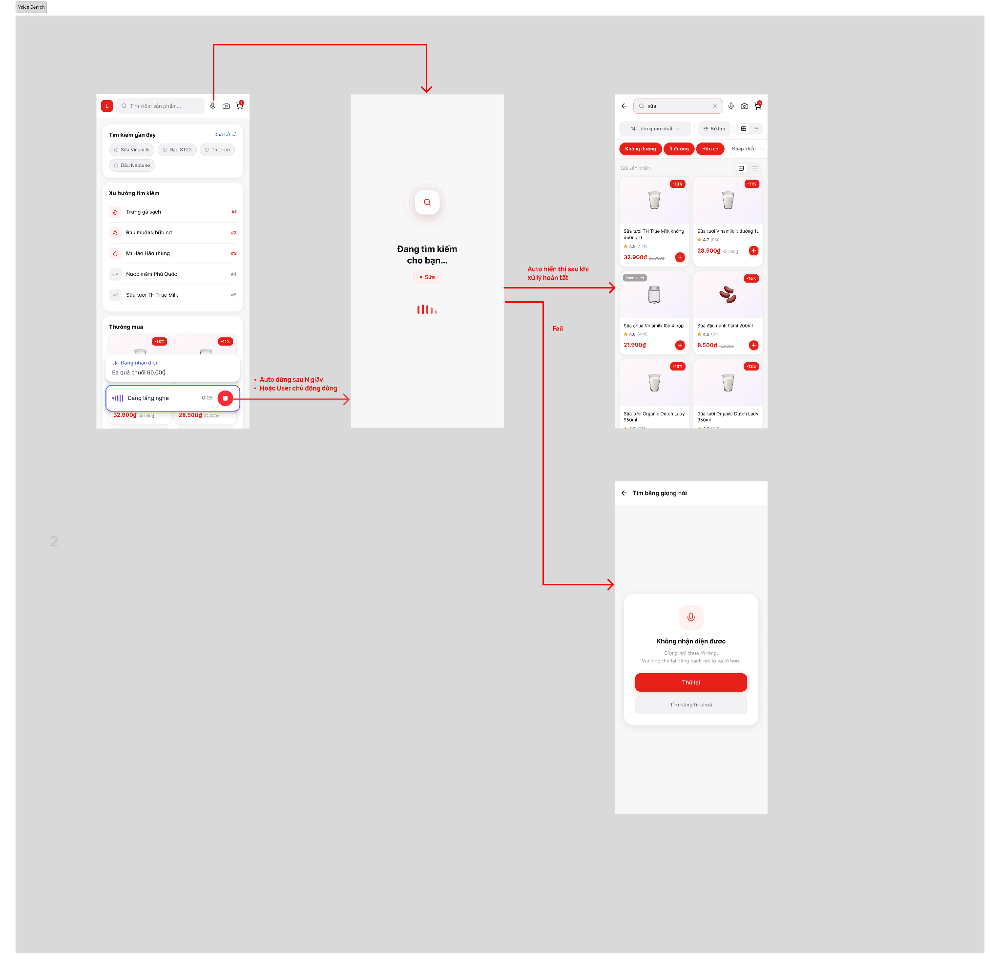 Voice Search
L
Tìm kiếm sản phẩm...
3
Tìm kiếm gần đây
Xoá tất cả
Sữa Vinamilk
Gạo ST25
Thịt heo
Dầu Neptune
Xu hướng tìm kiếm
Trứng gà sạch
#1
Rau muống hữu cơ
#2
Mì Hảo Hảo thùng
#3
Nước mắm Phú Quốc
#4
Sữa tươi TH True Milk
#5
Thường mua
-13%
-11%
Đang nhận diện
Ba quả chuối 60.000
Đang lắng nghe
0:05
32.900₫ 38.000₫
28.500₫ 32.000₫
• Auto dừng sau N giây
• Hoặc User chủ động dừng
Đang tìm kiếm
cho bạn...
Sữa
Auto hiển thị sau khi
xử lý hoàn tất
Fail
sữa
3
Liên quan nhất
Bộ lọc
Không đường
Ít đường
Hữu cơ
Nhập khẩu
128 sản phẩm
-13%
-11%
Sữa tươi TH True Milk không
đường 1L
4.8 (1.2k)
32.900₫ 38.000₫
Sữa tươi Vinamilk ít đường 1L
4.7 (980)
28.500₫ 32.000₫
Sponsored
-15%
Sữa chua Vinamilk lốc 4 hộp
4.6 (420)
21.900₫
Sữa đậu nành Fami 200ml
4.5 (310)
8.500₫ 10.000₫
-12%
-12%
Sữa tươi Organic Dutch Lady
950ml
Sữa tươi Organic Dutch Lady
950ml
2
Tìm bằng giọng nói
Không nhận diện được
Giọng nói chưa rõ ràng.
Vui lòng thử lại bằng cách nói to và rõ hơn.
Thử lại
Tìm bằng từ khoá